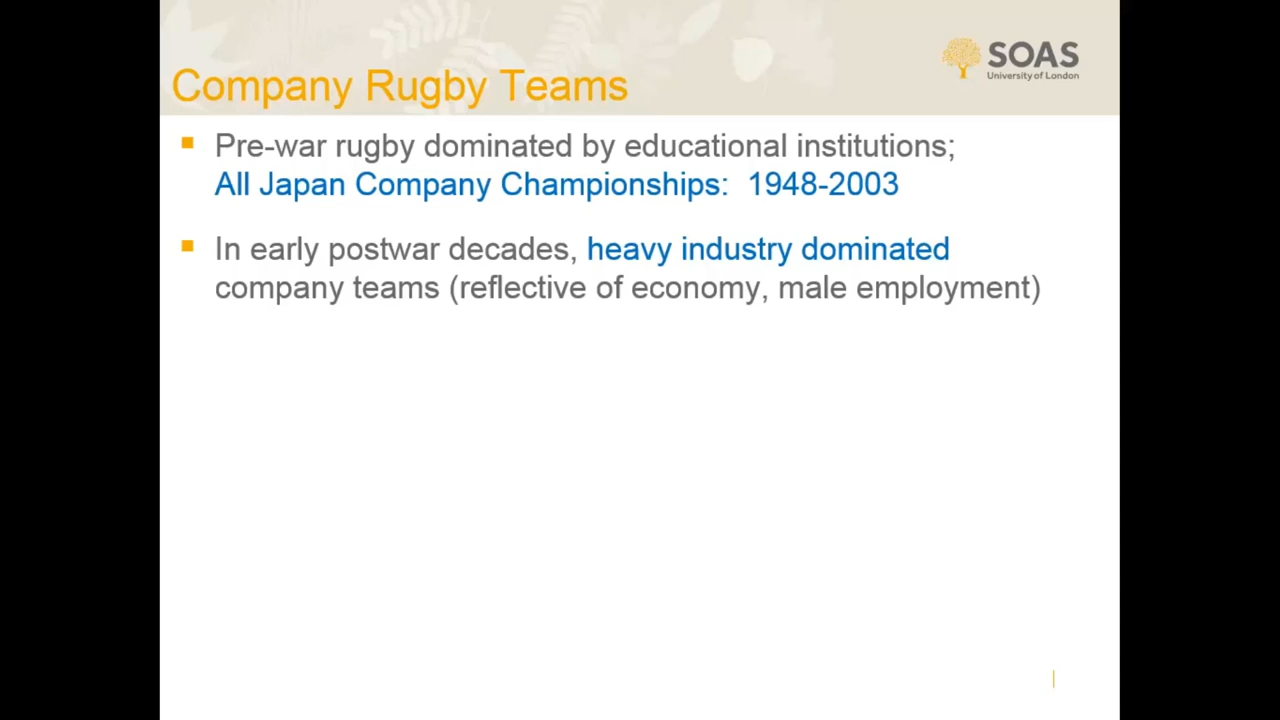 SOAS
University of London
Company Rugby Teams
Pre-war rugby dominated by educational institutions;
All Japan Company Championships: 1948-2003
In early postwar decades, heavy industry dominated
company teams (reflective of economy, male employment)